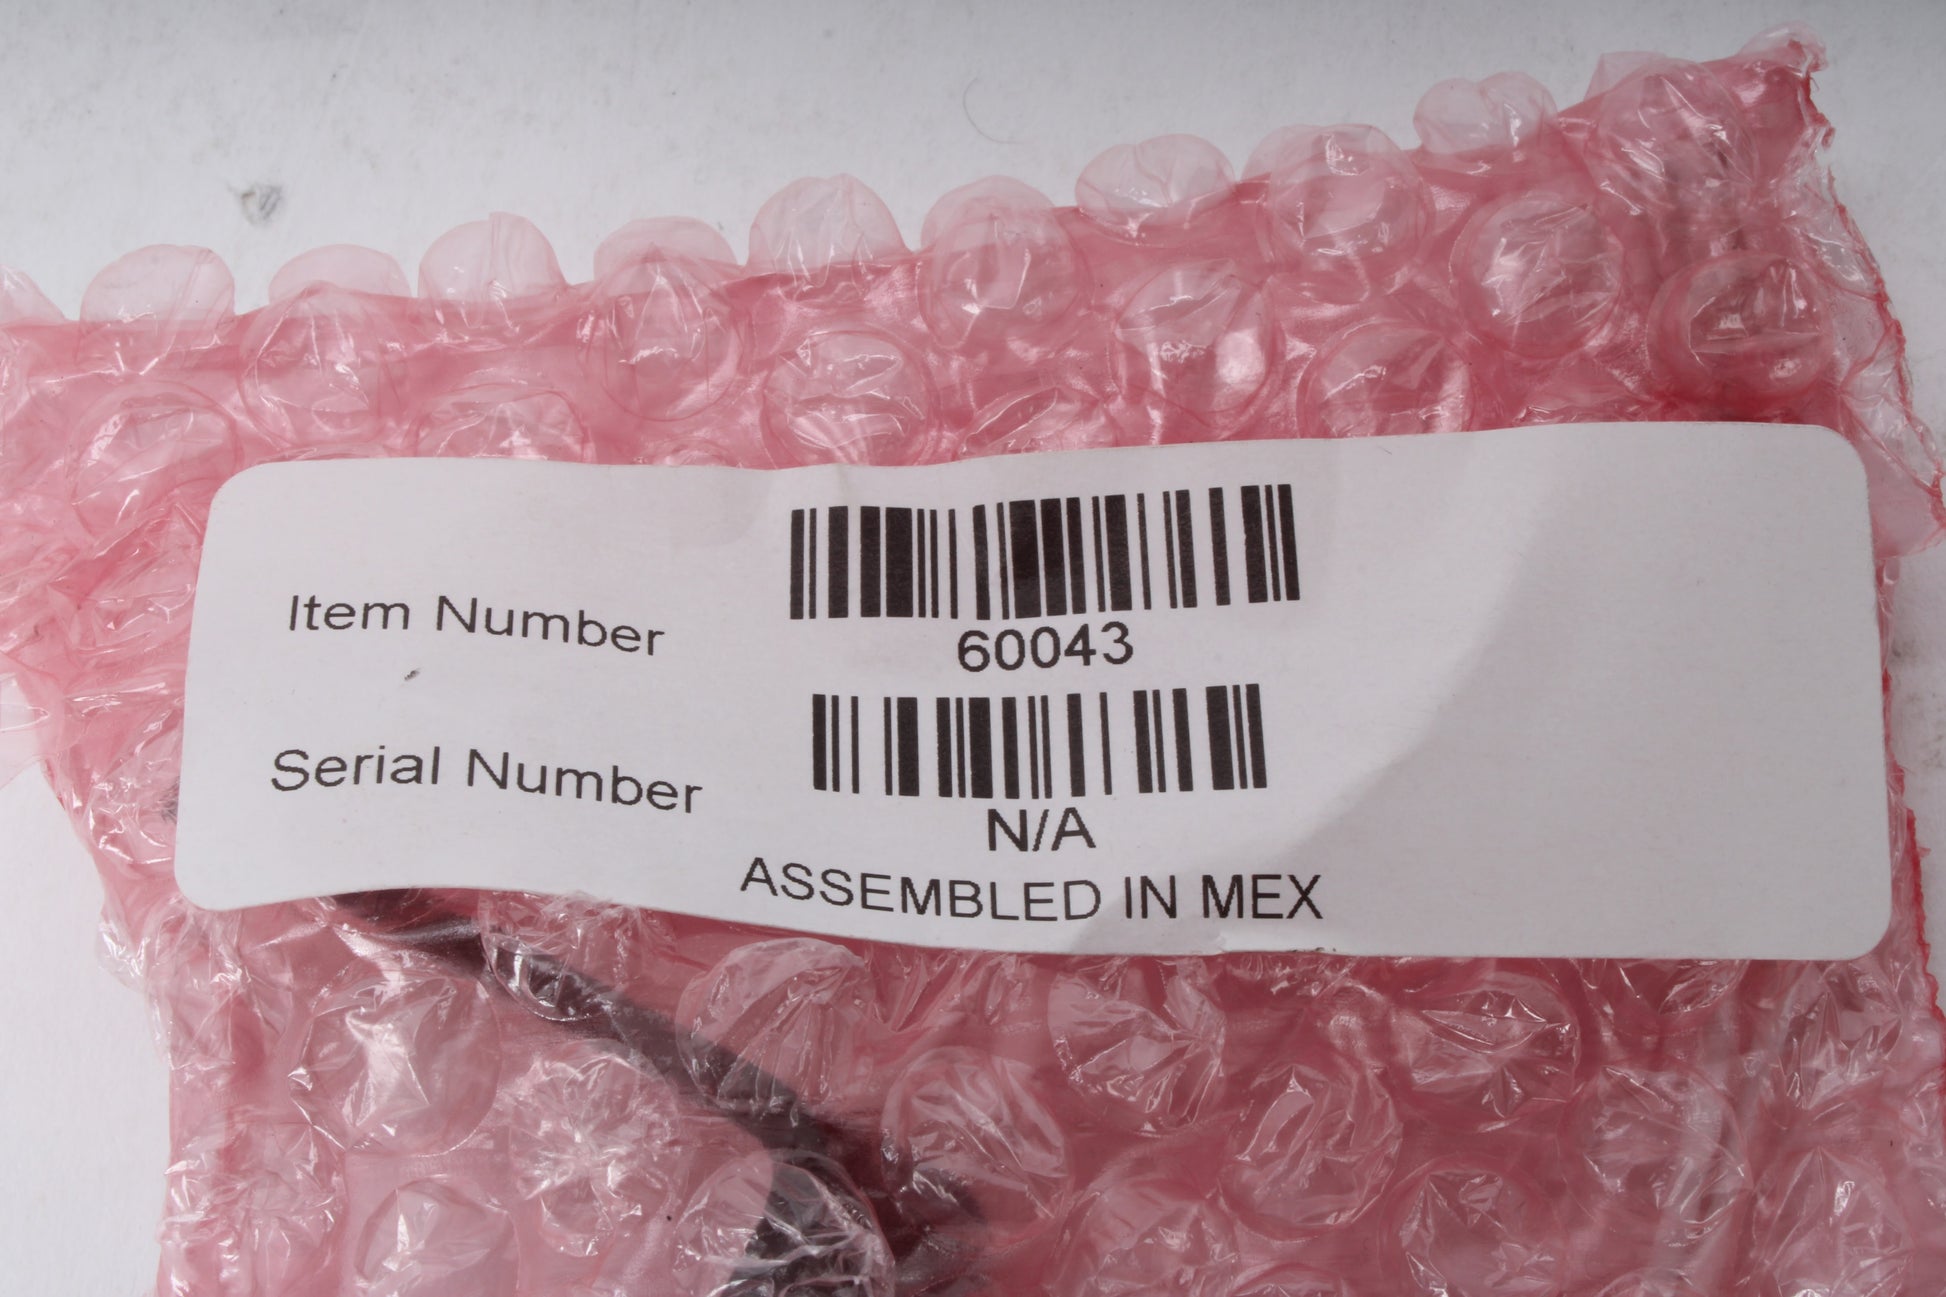 Item Number
60043
Serial Number
N/A
ASSEMBLED IN MEX